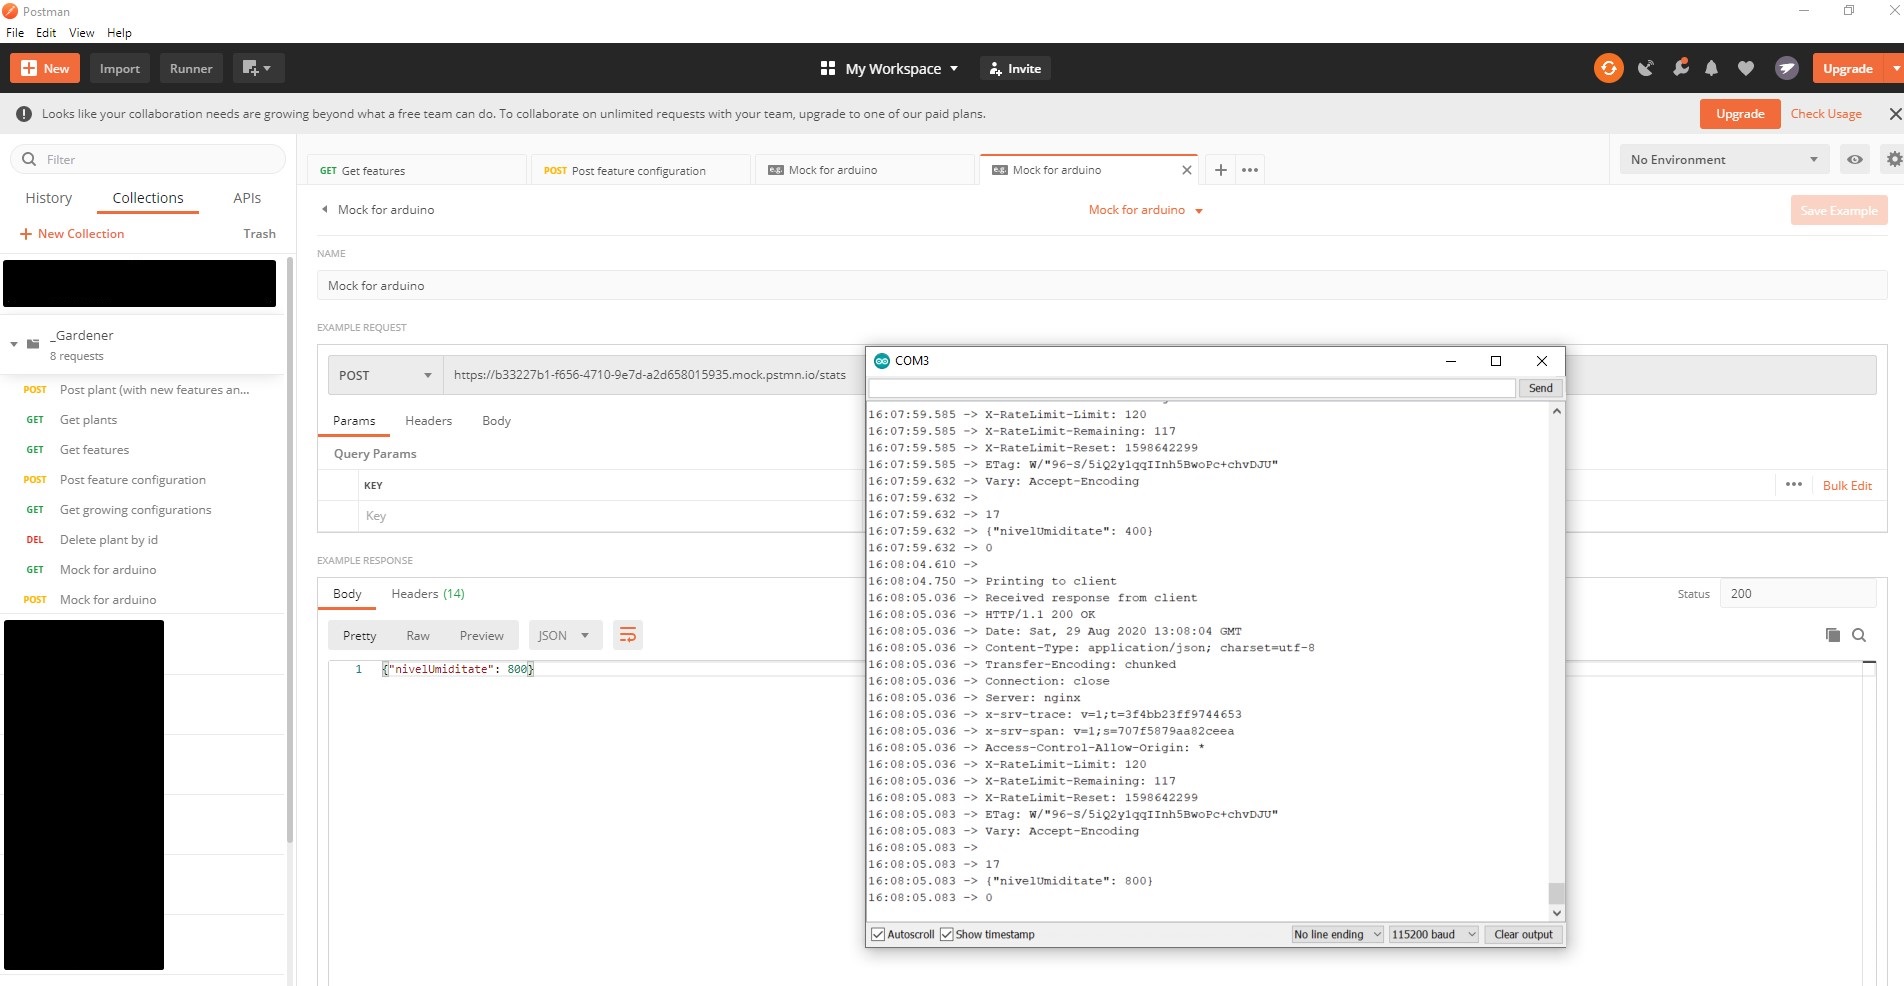 Postman
File Edit View Help
New Import Runner My Workspace Invite Upgrade
Looks like your collaboration needs are growing beyond what a free team can do. To collaborate on unlimited requests with your team, upgrade to one of our paid plans. Upgrade Check Usage
Filter
History Collections APIs
New Collection Trash
_Gardener
8 requests
POST Post plant (with new features an...
GET Get plants
GET Get features
POST Post feature configuration
GET Get growing configurations
DEL Delete plant by id
GET Mock for arduino
POST Mock for arduino
GET Get features POST Post feature configuration e.g. Mock for arduino e.g. Mock for arduino No Environment
Mock for arduino Mock for arduino Save Example
NAME
Mock for arduino
EXAMPLE REQUEST
POST https://b33227b1-f656-4710-9e7d-a2d658015935.mock.pstmn.io/stats
Params Headers Body
Query Params
KEY Bulk Edit
Key
EXAMPLE RESPONSE
Body Headers (14) Status 200
Pretty Raw Preview JSON
1 {"nivelUmiditate": 800}
COM3
Send
16:07:59.585 -> X-RateLimit-Limit: 120
16:07:59.585 -> X-RateLimit-Remaining: 117
16:07:59.585 -> X-RateLimit-Reset: 1598642299
16:07:59.585 -> ETag: W/"96-S/5iQ2y1qqIInh5BwoPc+chvDJU"
16:07:59.632 -> Vary: Accept-Encoding
16:07:59.632 ->
16:07:59.632 -> 17
16:07:59.632 -> {"nivelUmiditate": 400}
16:07:59.632 -> 0
16:08:04.610 ->
16:08:04.750 -> Printing to client
16:08:05.036 -> Received response from client
16:08:05.036 -> HTTP/1.1 200 OK
16:08:05.036 -> Date: Sat, 29 Aug 2020 13:08:04 GMT
16:08:05.036 -> Content-Type: application/json; charset=utf-8
16:08:05.036 -> Transfer-Encoding: chunked
16:08:05.036 -> Connection: close
16:08:05.036 -> Server: nginx
16:08:05.036 -> x-srv-trace: v=1;t=3f4bb23ff9744653
16:08:05.036 -> x-srv-span: v=1;s=707f5879aa82ceea
16:08:05.036 -> Access-Control-Allow-Origin: *
16:08:05.036 -> X-RateLimit-Limit: 120
16:08:05.036 -> X-RateLimit-Remaining: 117
16:08:05.083 -> X-RateLimit-Reset: 1598642299
16:08:05.083 -> ETag: W/"96-S/5iQ2y1qqIInh5BwoPc+chvDJU"
16:08:05.083 -> Vary: Accept-Encoding
16:08:05.083 ->
16:08:05.083 -> 17
16:08:05.083 -> {"nivelUmiditate": 800}
16:08:05.083 -> 0
Autoscroll Show timestamp No line ending 115200 baud Clear output